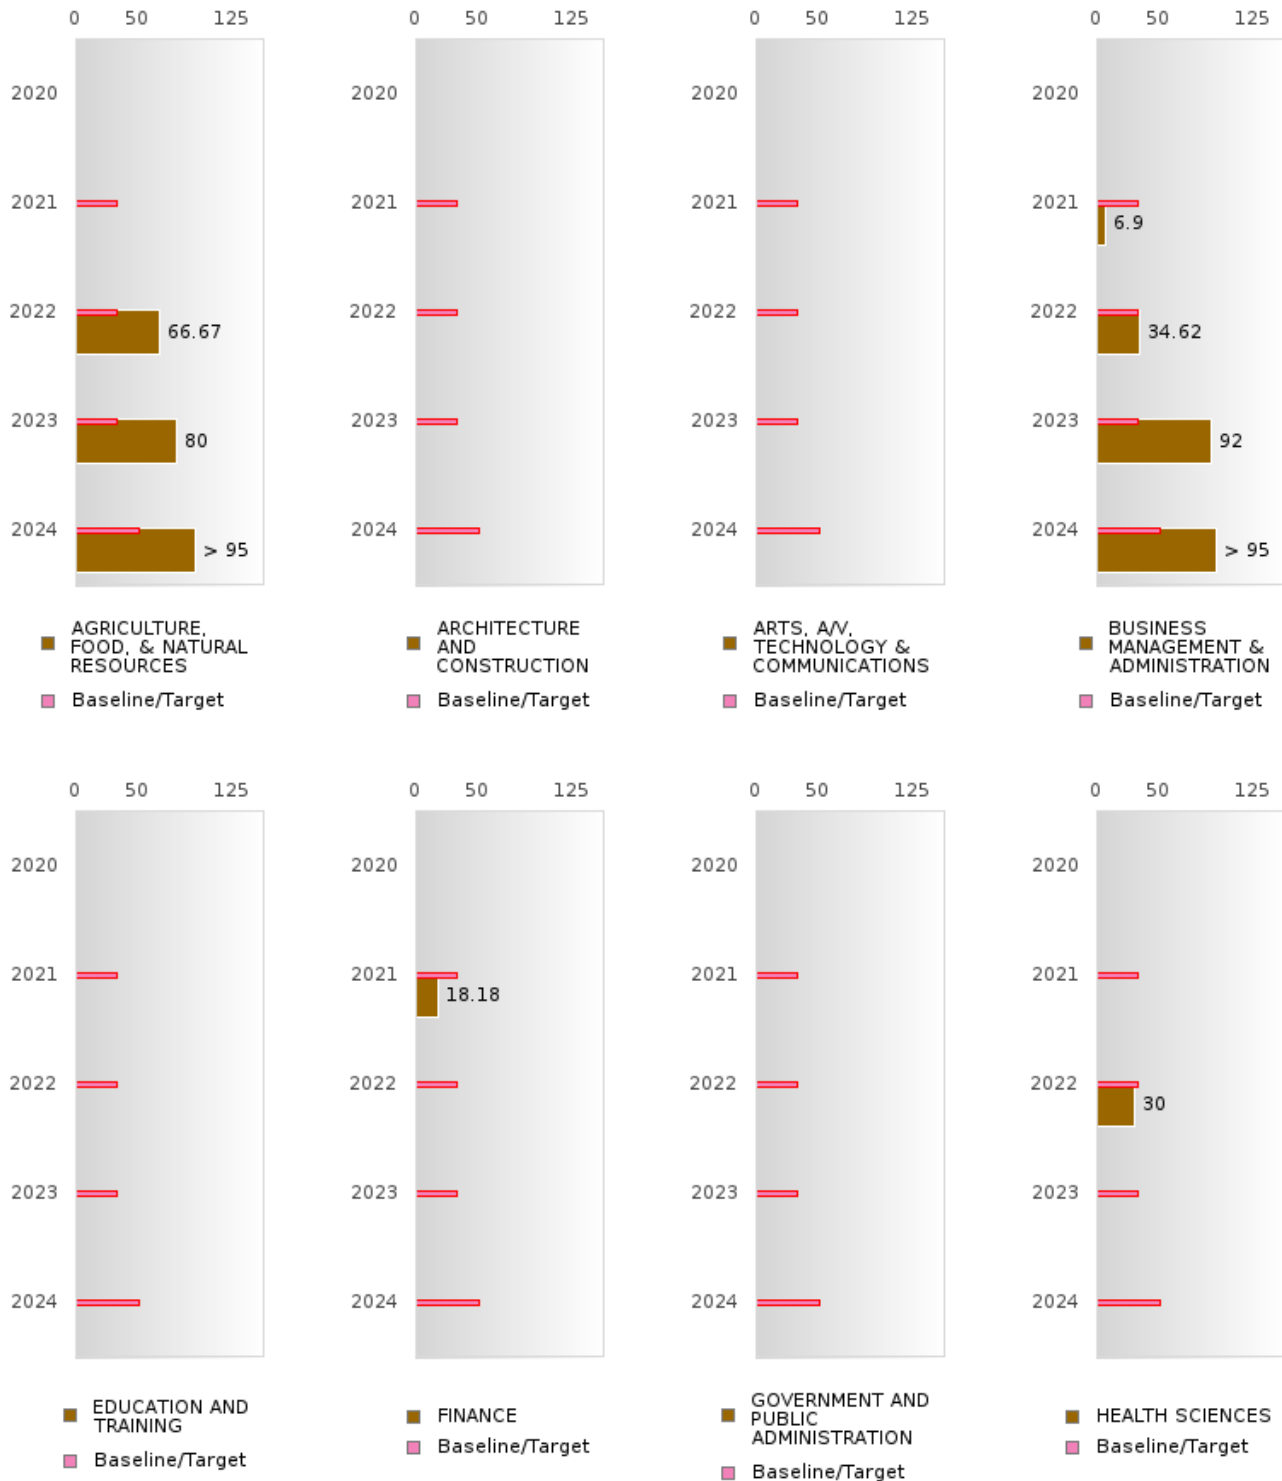 0 50 125
2020
2021
2022
66.67
2023
80
2024
> 95
AGRICULTURE,
FOOD, & NATURAL
RESOURCES
Baseline/Target
0 50 125
2020
2021
2022
2023
2024
ARCHITECTURE
AND
CONSTRUCTION
Baseline/Target
0 50 125
2020
2021
2022
2023
2024
ARTS, A/V,
TECHNOLOGY &
COMMUNICATIONS
Baseline/Target
0 50 125
2020
2021
6.9
2022
34.62
2023
92
2024
> 95
BUSINESS
MANAGEMENT &
ADMINISTRATION
Baseline/Target
0 50 125
2020
2021
2022
2023
2024
EDUCATION AND
TRAINING
Baseline/Target
0 50 125
2020
2021
18.18
2022
2023
2024
FINANCE
Baseline/Target
0 50 125
2020
2021
2022
2023
2024
GOVERNMENT AND
PUBLIC
ADMINISTRATION
Baseline/Target
0 50 125
2020
2021
2022
30
2023
2024
HEALTH SCIENCES
Baseline/Target